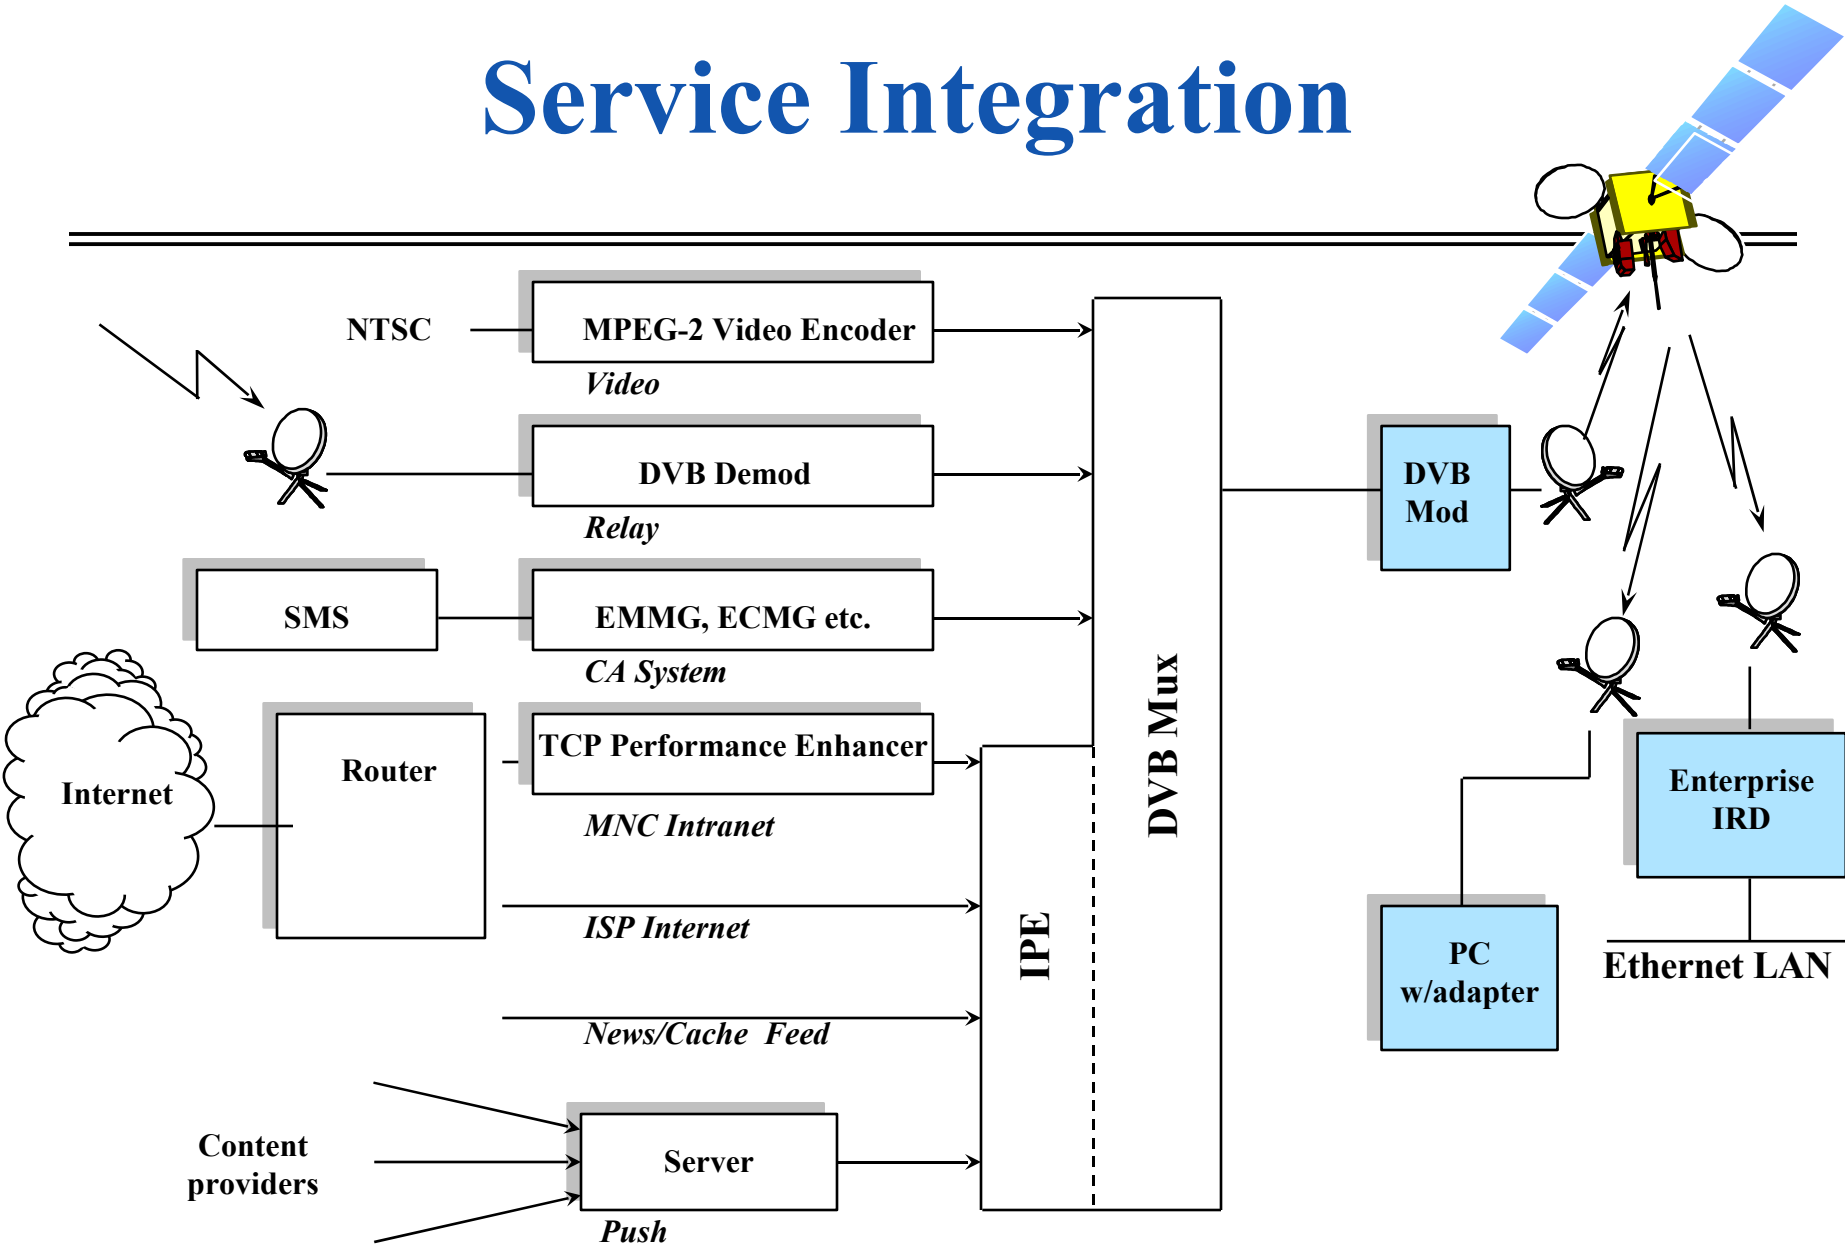 Service Integration
NTSC
MPEG-2 Video Encoder
Video
DVB Demod
Relay
SMS
EMMG, ECMG etc.
CA System
Internet
Router
TCP Performance Enhancer
MNC Intranet
ISP Internet
News/Cache  Feed
Content
providers
Server
Push
IPE
DVB Mux
DVB
Mod
PC
w/adapter
Enterprise
IRD
Ethernet LAN